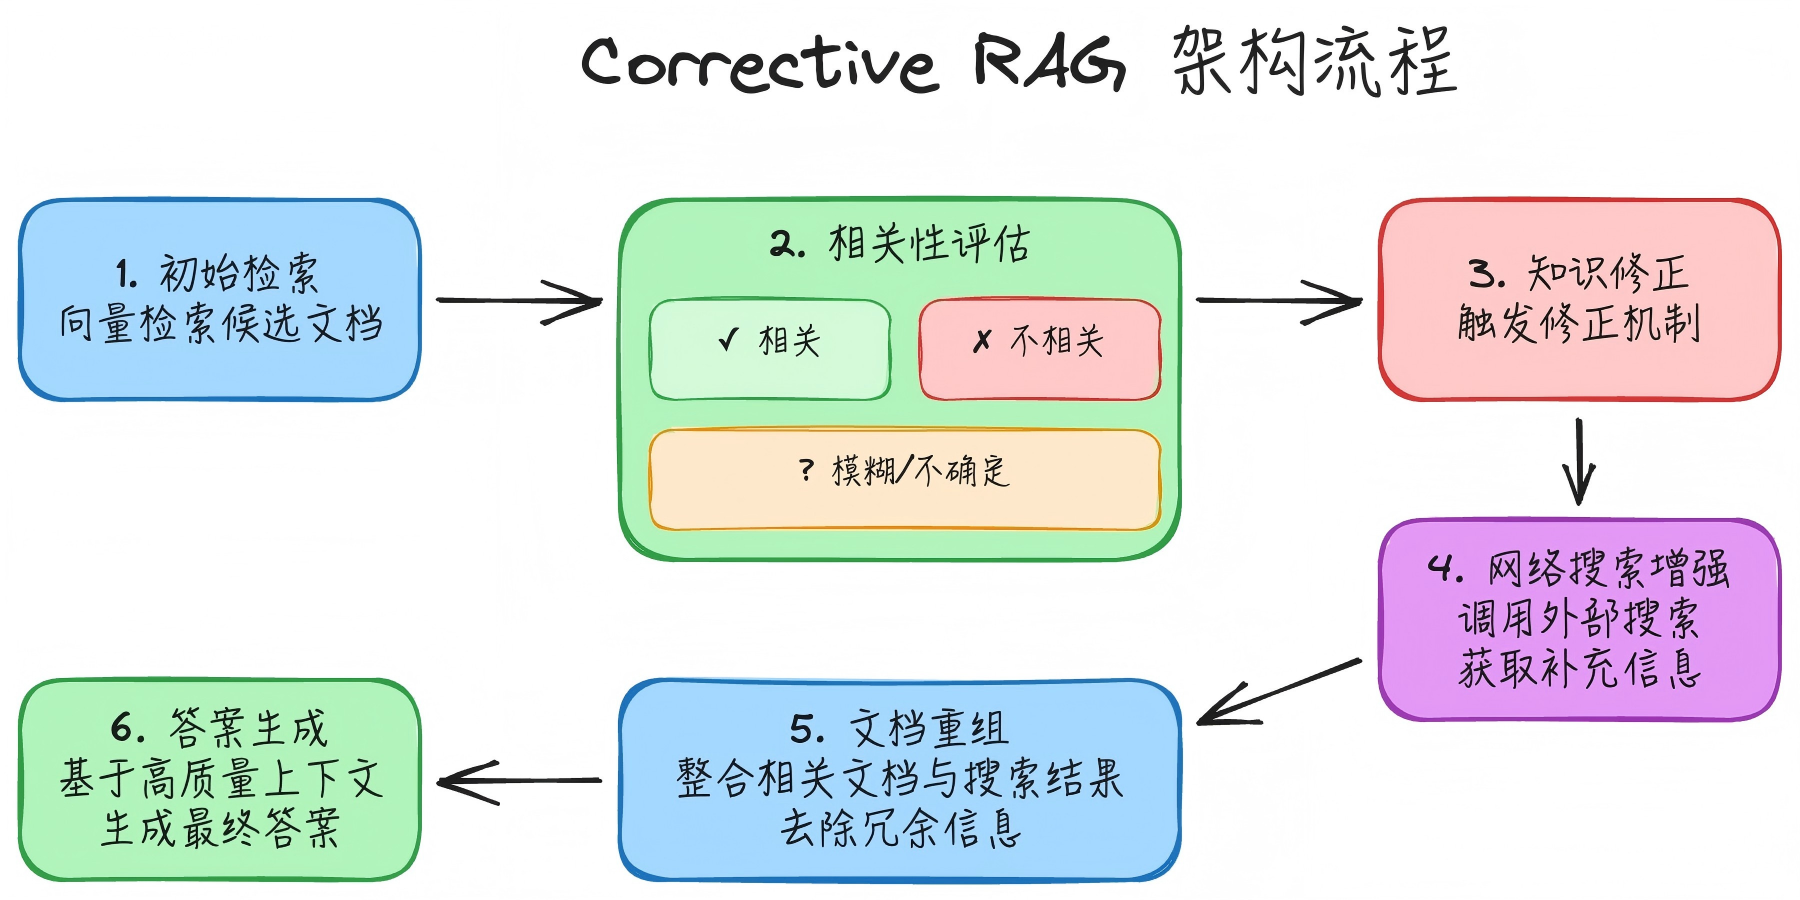 Corrective RAG 架构流程
1. 初始检索
向量检索候选文档
2. 相关性评估
✓ 相关
✗ 不相关
? 模糊/不确定
3. 知识修正
触发修正机制
4. 网络搜索增强
调用外部搜索
获取补充信息
5. 文档重组
整合相关文档与搜索结果
去除冗余信息
6. 答案生成
基于高质量上下文
生成最终答案